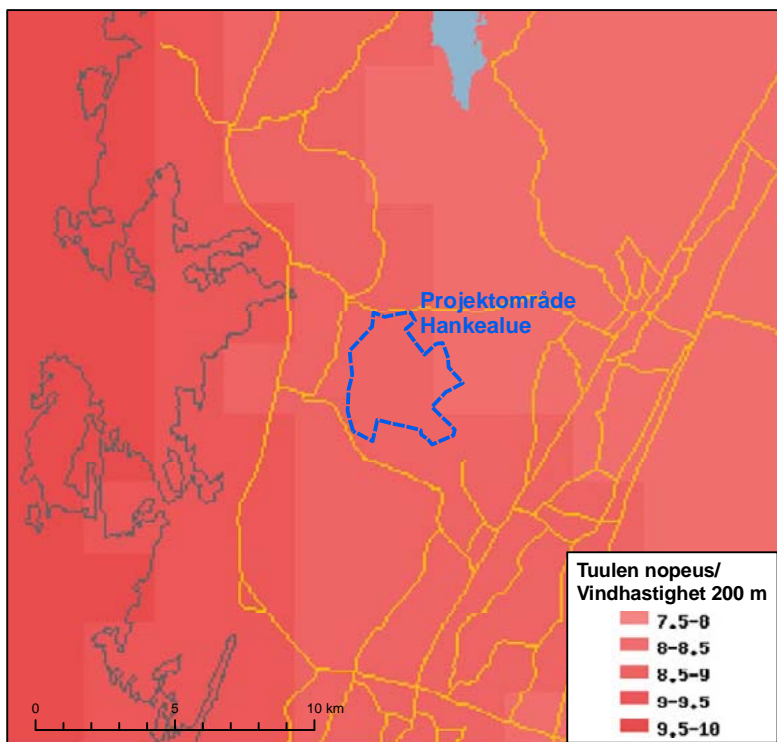 Projektområde
Hankealue
Tuulen nopeus/
Vindhastighet 200 m
7.5-8
8-8.5
8.5-9
9-9.5
9.5-10
0 5 10 km